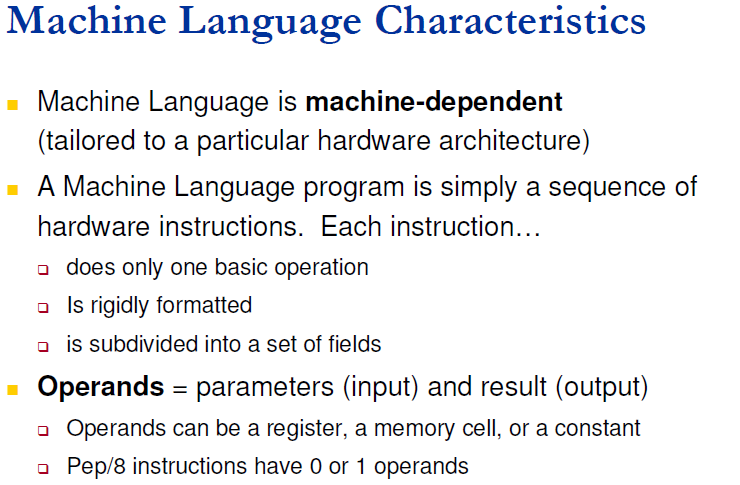 Machine Language Characteristics
Machine Language is machine-dependent
(tailored to a particular hardware architecture)
A Machine Language program is simply a sequence of
hardware instructions. Each instruction…
does only one basic operation
Is rigidly formatted
is subdivided into a set of fields
Operands = parameters (input) and result (output)
Operands can be a register, a memory cell, or a constant
Pep/8 instructions have 0 or 1 operands